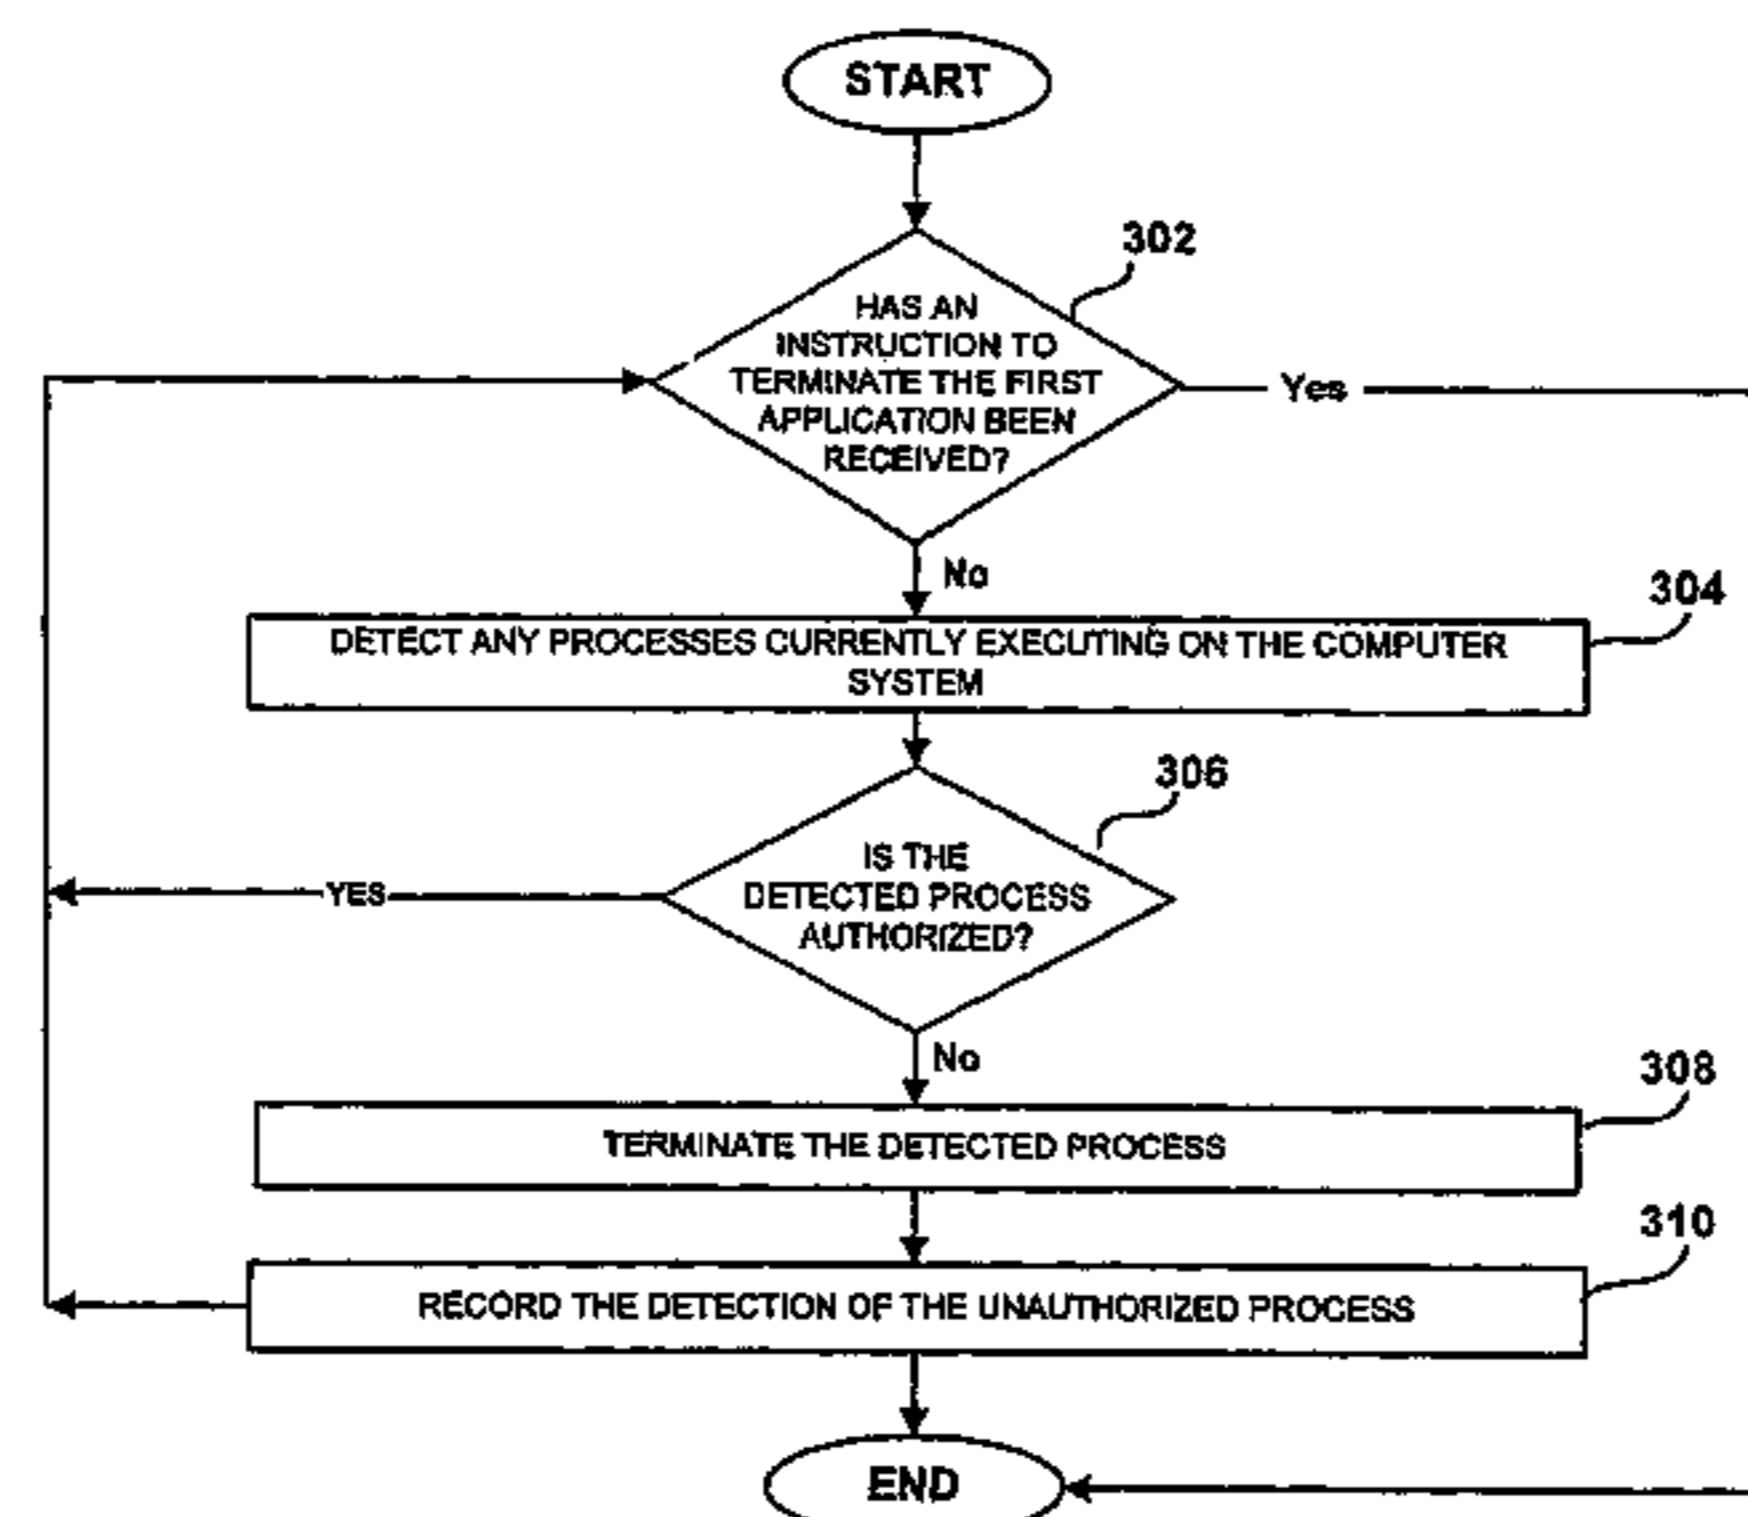 START
302
HAS AN
INSTRUCTION TO
TERMINATE THE FIRST
APPLICATION BEEN
RECEIVED?
Yes
No
304
DETECT ANY PROCESSES CURRENTLY EXECUTING ON THE COMPUTER
SYSTEM
306
IS THE
DETECTED PROCESS
AUTHORIZED?
YES
No
308
TERMINATE THE DETECTED PROCESS
310
RECORD THE DETECTION OF THE UNAUTHORIZED PROCESS
END